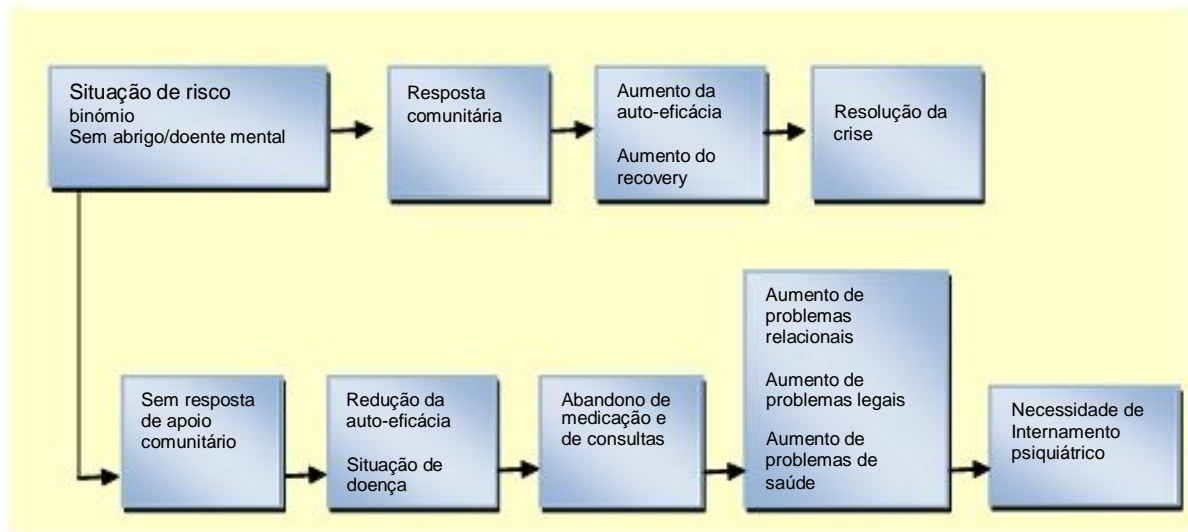 Situação de risco
binómio
Sem abrigo/doente mental
Resposta
comunitária
Aumento da
auto-eficácia
Aumento do
recovery
Resolução da
crise
Sem resposta
de apoio
comunitário
Redução da
auto-eficácia
Situação de
doença
Abandono de
medicação e
de consultas
Aumento de
problemas
relacionais
Aumento de
problemas legais
Aumento de
problemas de
saúde
Necessidade de
Internamento
psiquiátrico